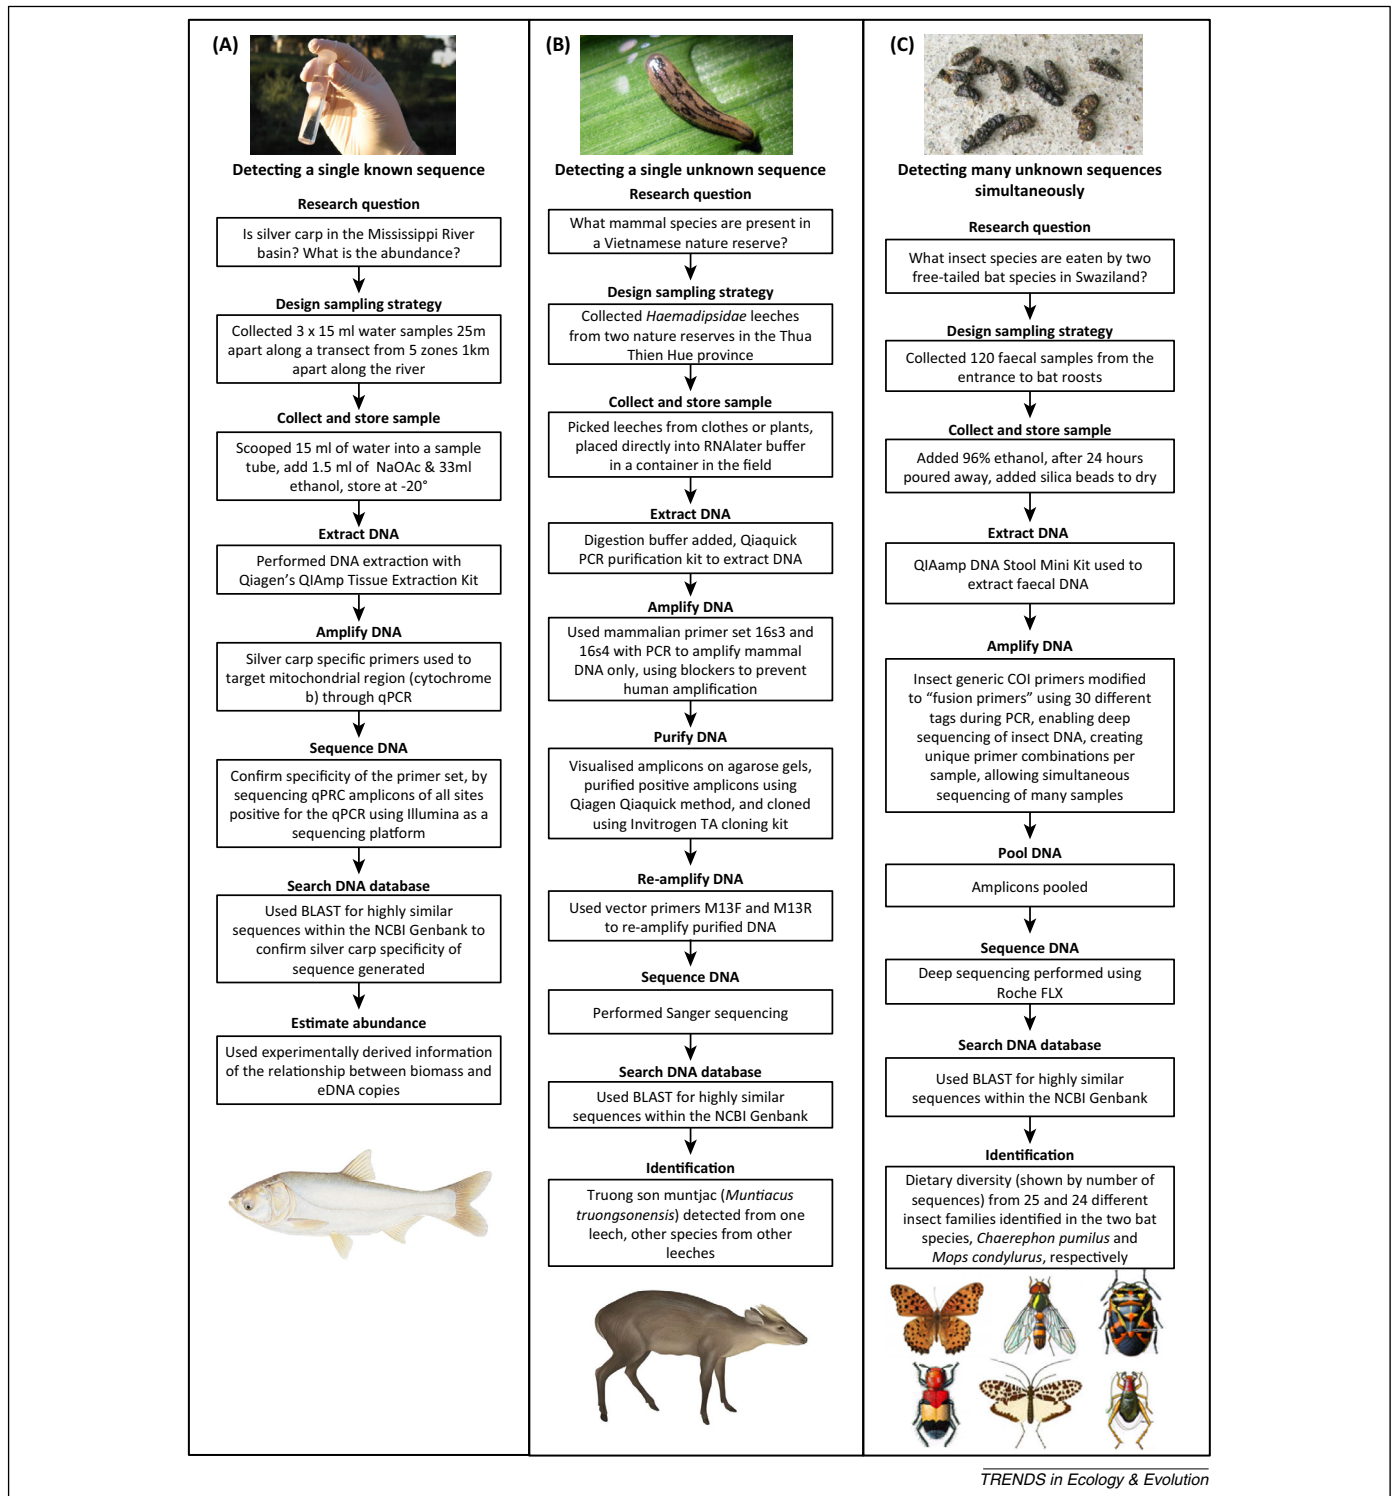 (A)
Detecting a single known sequence
Research question
Is silver carp in the Mississippi River
basin? What is the abundance?
Design sampling strategy
Collected 3 x 15 ml water samples 25m
apart along a transect from 5 zones 1km
apart along the river
Collect and store sample
Scooped 15 ml of water into a sample
tube, add 1.5 ml of NaOAc & 33ml
ethanol, store at -20°
Extract DNA
Performed DNA extraction with
Qiagen's QIAmp Tissue Extraction Kit
Amplify DNA
Silver carp specific primers used to
target mitochondrial region (cytochrome
b) through qPCR
Sequence DNA
Confirm specificity of the primer set, by
sequencing qPRC amplicons of all sites
positive for the qPCR using Illumina as a
sequencing platform
Search DNA database
Used BLAST for highly similar
sequences within the NCBI Genbank to
confirm silver carp specificity of
sequence generated
Estimate abundance
Used experimentally derived information
of the relationship between biomass and
eDNA copies
(B)
Detecting a single unknown sequence
Research question
What mammal species are present in
a Vietnamese nature reserve?
Design sampling strategy
Collected Haemadipsidae leeches
from two nature reserves in the Thua
Thien Hue province
Collect and store sample
Picked leeches from clothes or plants,
placed directly into RNAlater buffer
in a container in the field
Extract DNA
Digestion buffer added, Qiaquick
PCR purification kit to extract DNA
Amplify DNA
Used mammalian primer set 16s3 and
16s4 with PCR to amplify mammal
DNA only, using blockers to prevent
human amplification
Purify DNA
Visualised amplicons on agarose gels,
purified positive amplicons using
Qiagen Qiaquick method, and cloned
using Invitrogen TA cloning kit
Re-amplify DNA
Used vector primers M13F and M13R
to re-amplify purified DNA
Sequence DNA
Performed Sanger sequencing
Search DNA database
Used BLAST for highly similar
sequences within the NCBI Genbank
Identification
Truong son muntjac (Muntiacus
truongsonensis) detected from one
leech, other species from other
leeches
(C)
Detecting many unknown sequences
simultaneously
Research question
What insect species are eaten by two
free-tailed bat species in Swaziland?
Design sampling strategy
Collected 120 faecal samples from the
entrance to bat roosts
Collect and store sample
Added 96% ethanol, after 24 hours
poured away, added silica beads to dry
Extract DNA
QIAamp DNA Stool Mini Kit used to
extract faecal DNA
Amplify DNA
Insect generic COI primers modified
to “fusion primers” using 30 different
tags during PCR, enabling deep
sequencing of insect DNA, creating
unique primer combinations per
sample, allowing simultaneous
sequencing of many samples
Pool DNA
Amplicons pooled
Sequence DNA
Deep sequencing performed using
Roche FLX
Search DNA database
Used BLAST for highly similar
sequences within the NCBI Genbank
Identification
Dietary diversity (shown by number of
sequences) from 25 and 24 different
insect families identified in the two bat
species, Chaerephon pumilus and
Mops condylurus, respectively
TRENDS in Ecology & Evolution